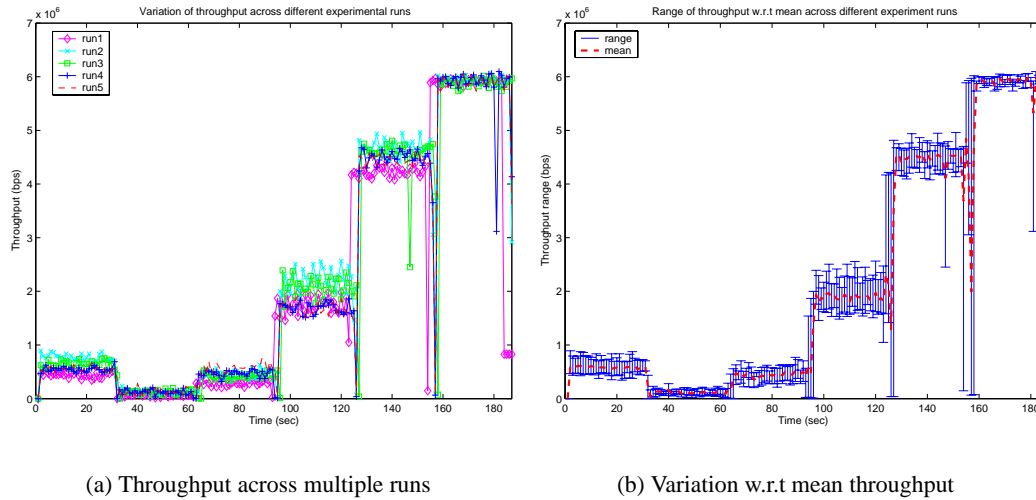 Variation of throughput across different experimental runs
7 x 10^6
run1
run2
run3
run4
run5
6
5
4
3
2
1
0
Throughput (bps)
0 20 40 60 80 100 120 140 160 180
Time (sec)
(a) Throughput across multiple runs
Range of throughput w.r.t mean across different experiment runs
7 x 10^6
range
mean
6
5
4
3
2
1
0
Throughput range (bps)
0 20 40 60 80 100 120 140 160 180
Time (sec)
(b) Variation w.r.t mean throughput